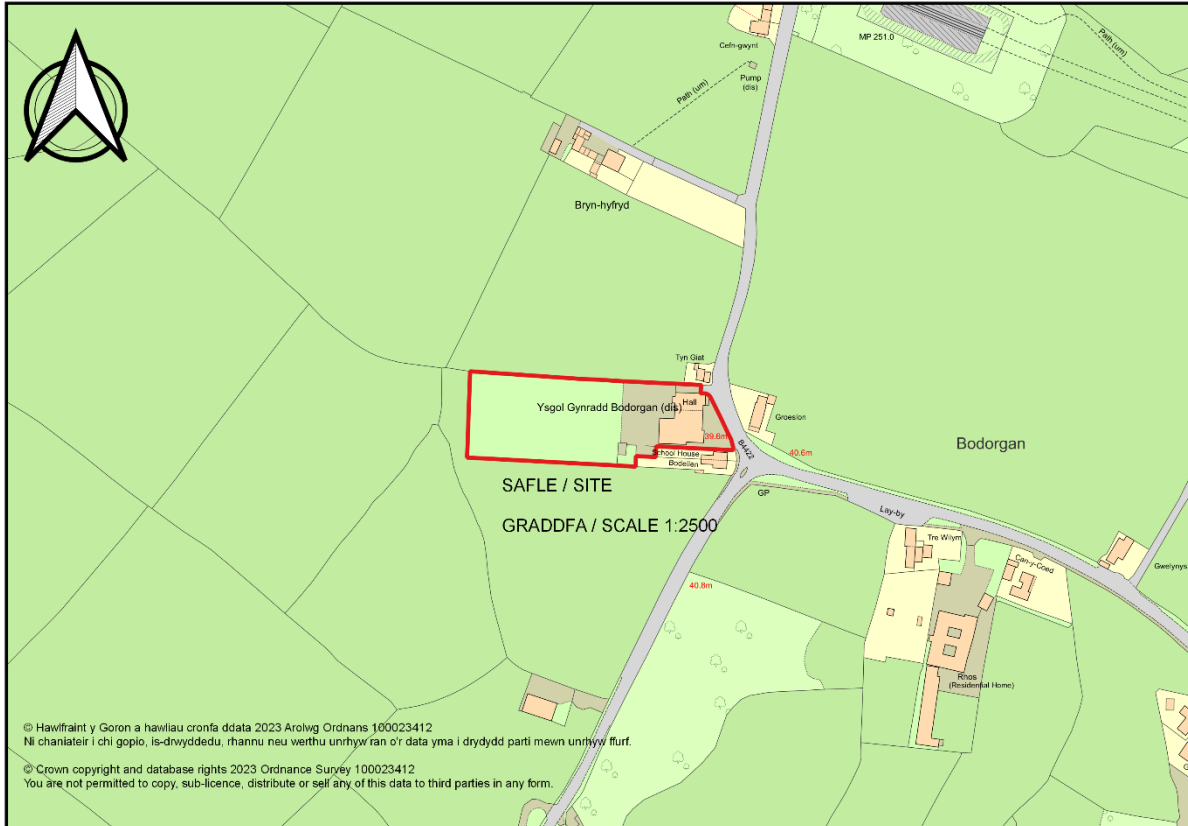 Cefn-gwynt
MP 251.0
Path (um)
Pump
(dis)
Path (um)
Bryn-hyfryd
Tyn Giat
Hall
Ysgol Gynradd Bodorgan (dis)
Groeslon
39.6m
B4422
40.6m
Bodorgan
School House
Bodeilen
SAFLE / SITE
GP
Lay-by
GRADDFA / SCALE 1:2500
Tre Wilym
Can-y-Coed
Gwelynys
40.8m
Rhos
(Residential Home)
© Hawlfraint y Goron a hawliau cronfa ddata 2023 Arolwg Ordnans 100023412
Ni chaniateir i chi gopio, is-drwyddedu, rhannu neu werthu unrhyw ran o'r data yma i drydydd parti mewn unrhyw ffurf.
© Crown copyright and database rights 2023 Ordnance Survey 100023412
You are not permitted to copy, sub-licence, distribute or sell any of this data to third parties in any form.